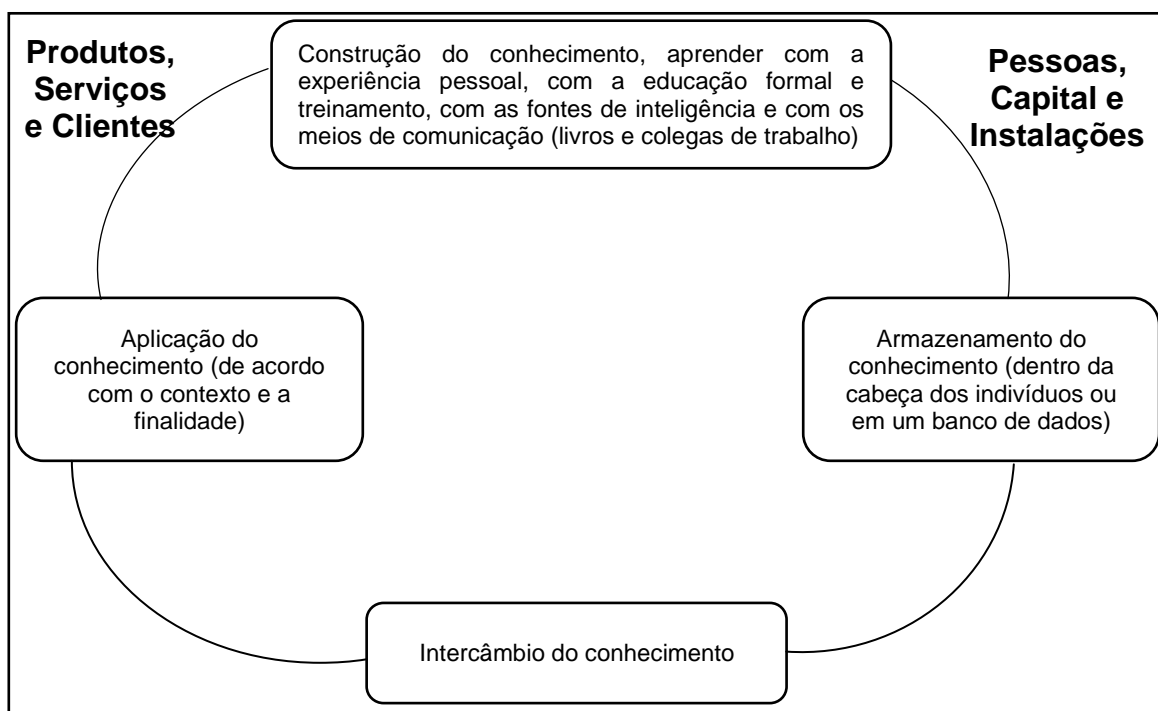 Produtos,
Serviços
e Clientes
Construção do conhecimento, aprender com a
experiência pessoal, com a educação formal e
treinamento, com as fontes de inteligência e com os
meios de comunicação (livros e colegas de trabalho)
Pessoas,
Capital e
Instalações
Aplicação do
conhecimento (de acordo
com o contexto e a
finalidade)
Armazenamento do
conhecimento (dentro da
cabeça dos indivíduos ou
em um banco de dados)
Intercâmbio do conhecimento